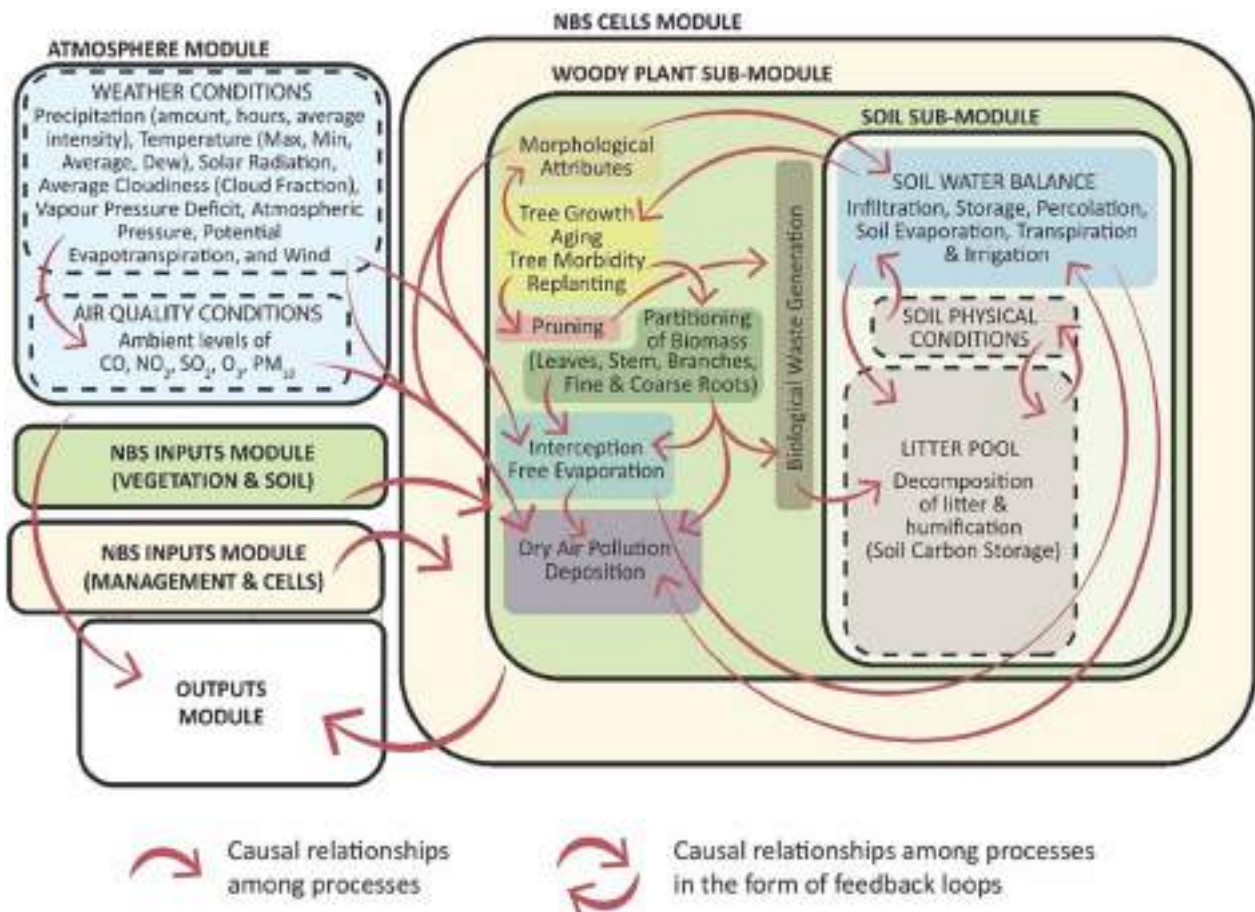 NBS CELLS MODULE
ATMOSPHERE MODULE
WEATHER CONDITIONS
Precipitation (amount, hours, average
intensity), Temperature (Max, Min,
Average, Dew), Solar Radiation,
Average Cloudiness (Cloud Fraction),
Vapour Pressure Deficit, Atmospheric
Pressure, Potential
Evapotranspiration, and Wind
AIR QUALITY CONDITIONS
Ambient levels of
CO, NO₂, SO₂, O₃, PM₁₀
NBS INPUTS MODULE
(VEGETATION & SOIL)
NBS INPUTS MODULE
(MANAGEMENT & CELLS)
OUTPUTS
MODULE
WOODY PLANT SUB-MODULE
Morphological
Attributes
Tree Growth
Aging
Tree Morbidity
Replanting
Pruning
Partitioning
of Biomass
(Leaves, Stem, Branches,
Fine & Coarse Roots)
Interception
Free Evaporation
Dry Air Pollution
Deposition
Biological Waste Generation
SOIL SUB-MODULE
SOIL WATER BALANCE
Infiltration, Storage, Percolation,
Soil Evaporation, Transpiration
& Irrigation
SOIL PHYSICAL
CONDITIONS
LITTER POOL
Decomposition
of litter &
humification
(Soil Carbon Storage)
Causal relationships
among processes
Causal relationships among processes
in the form of feedback loops